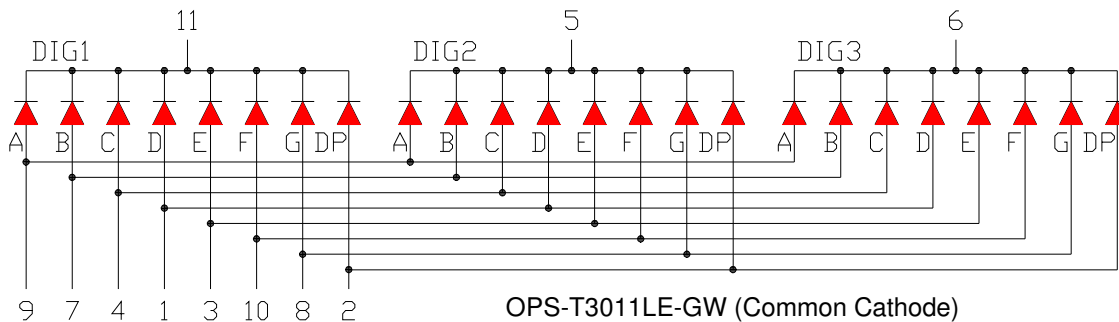 11 5 6
DIG1 DIG2 DIG3
A B C D E F G DP A B C D E F G DP A B C D E F G DP
9 7 4 1 3 10 8 2
OPS-T3011LE-GW (Common Cathode)